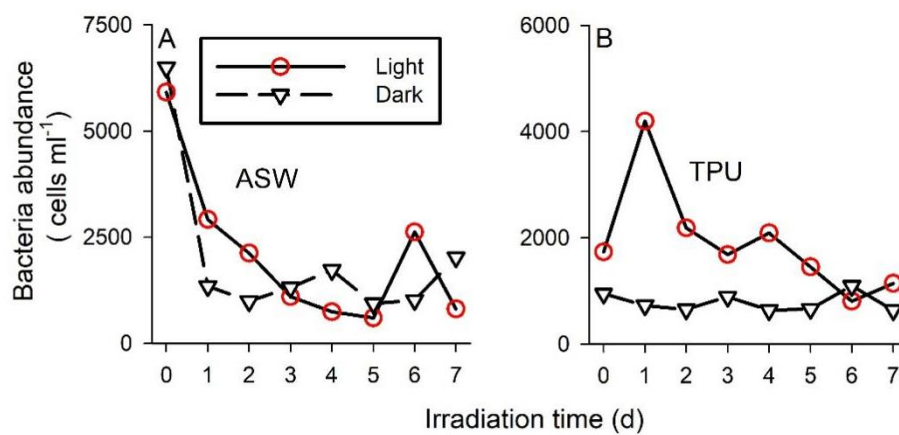 Bacteria abundance
( cells ml-1)
7500
5000
2500
0
A
Light
Dark
ASW
0 1 2 3 4 5 6 7
6000
4000
2000
0
B
TPU
0 1 2 3 4 5 6 7
Irradiation time (d)